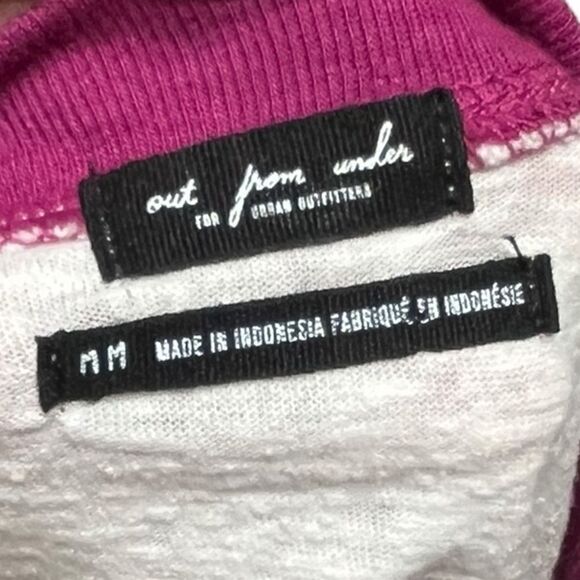 out from under
FOR URBAN OUTFITTERS
M M MADE IN INDONESIA FABRIQUÉ EN INDONÉSIE